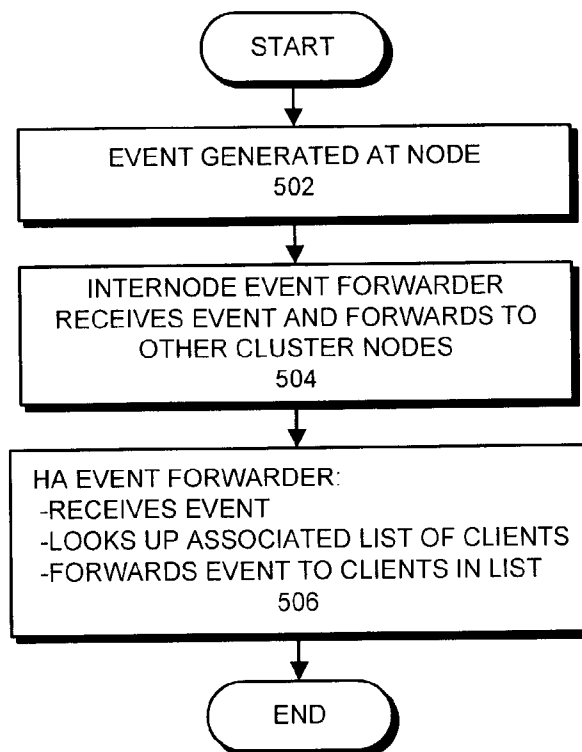 START
EVENT GENERATED AT NODE
502
INTERNODE EVENT FORWARDER
RECEIVES EVENT AND FORWARDS TO
OTHER CLUSTER NODES
504
HA EVENT FORWARDER:
-RECEIVES EVENT
-LOOKS UP ASSOCIATED LIST OF CLIENTS
-FORWARDS EVENT TO CLIENTS IN LIST
506
END